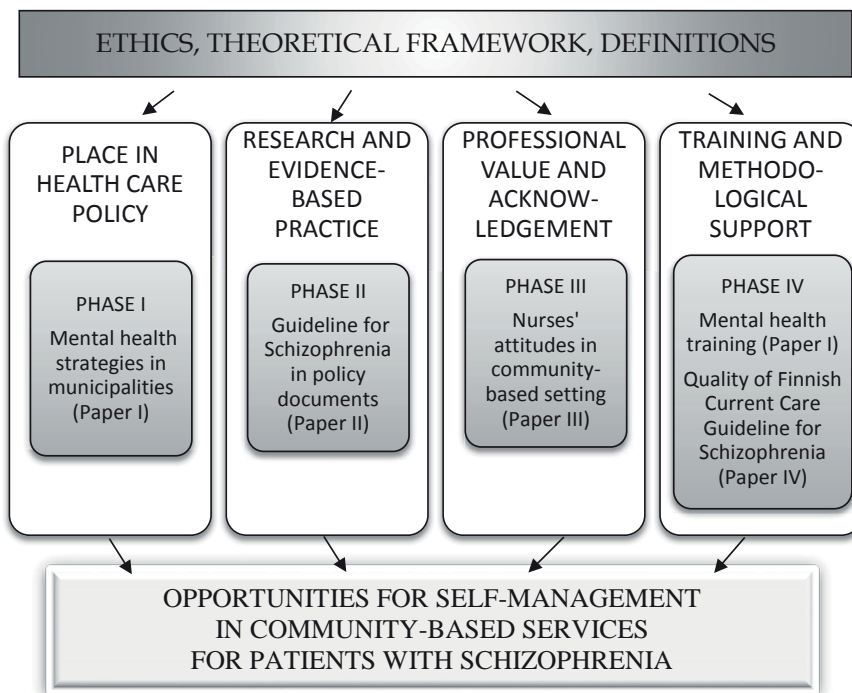 ETHICS, THEORETICAL FRAMEWORK, DEFINITIONS
PLACE IN
HEALTH CARE
POLICY
PHASE I
Mental health
strategies in
municipalities
(Paper I)
RESEARCH AND
EVIDENCE-
BASED
PRACTICE
PHASE II
Guideline for
Schizophrenia
in policy
documents
(Paper II)
PROFESSIONAL
VALUE AND
ACKNOW-
LEDGEMENT
PHASE III
Nurses'
attitudes in
community-
based setting
(Paper III)
TRAINING AND
METHODO-
LOGICAL
SUPPORT
PHASE IV
Mental health
training (Paper I)
Quality of Finnish
Current Care
Guideline for
Schizophrenia
(Paper IV)
OPPORTUNITIES FOR SELF-MANAGEMENT
IN COMMUNITY-BASED SERVICES
FOR PATIENTS WITH SCHIZOPHRENIA